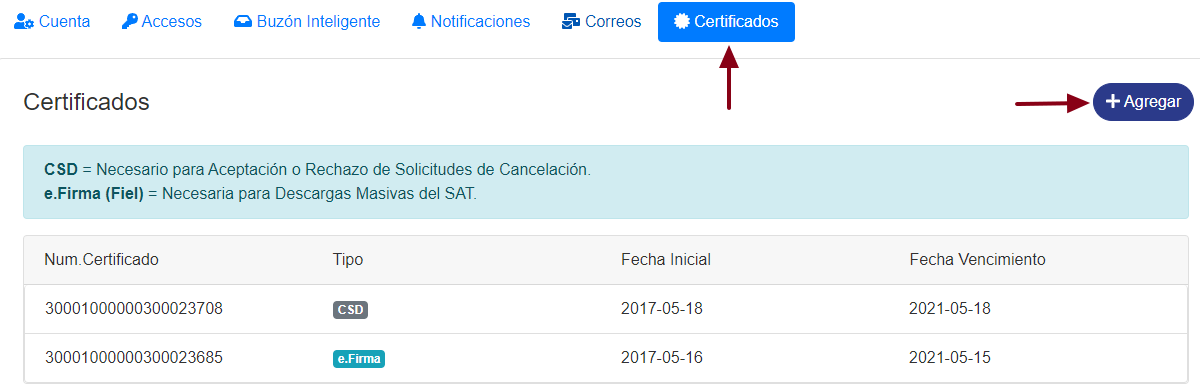 Cuenta Accesos Buzón Inteligente Notificaciones Correos Certificados
Certificados
Agregar
CSD = Necesario para Aceptación o Rechazo de Solicitudes de Cancelación.
e.Firma (Fiel) = Necesaria para Descargas Masivas del SAT.
Num.Certificado Tipo Fecha Inicial Fecha Vencimiento
30001000000300023708 CSD 2017-05-18 2021-05-18
30001000000300023685 e.Firma 2017-05-16 2021-05-15